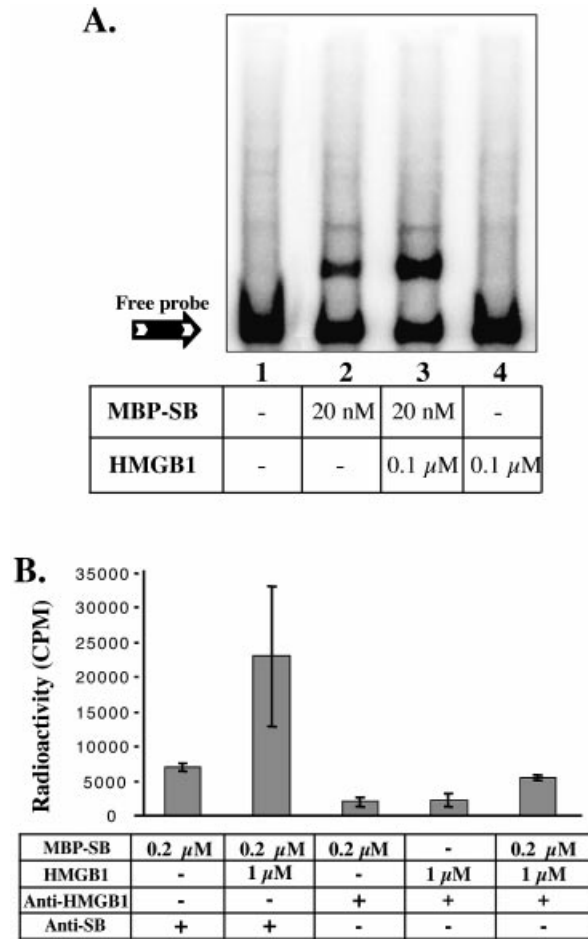 A.
Free probe
1 2 3 4
MBP-SB - 20 nM 20 nM -
HMGB1 - - 0.1 µM 0.1 µM
B.
Radioactivity (CPM)
35000
30000
25000
20000
15000
10000
5000
0
MBP-SB 0.2 µM 0.2 µM 0.2 µM - 0.2 µM
HMGB1 - 1 µM - 1 µM 1 µM
Anti-HMGB1 - - + + +
Anti-SB + + - - -